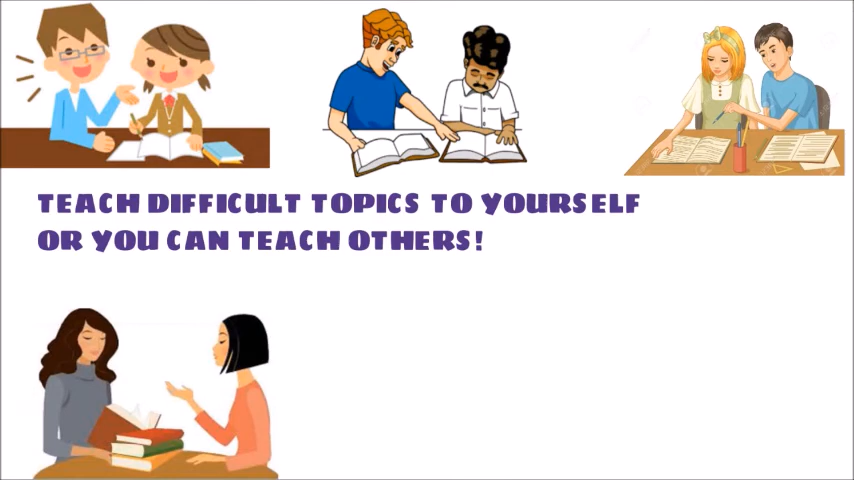 TEACH DIFFICULT TOPICS TO YOURSELF
OR YOU CAN TEACH OTHERS!